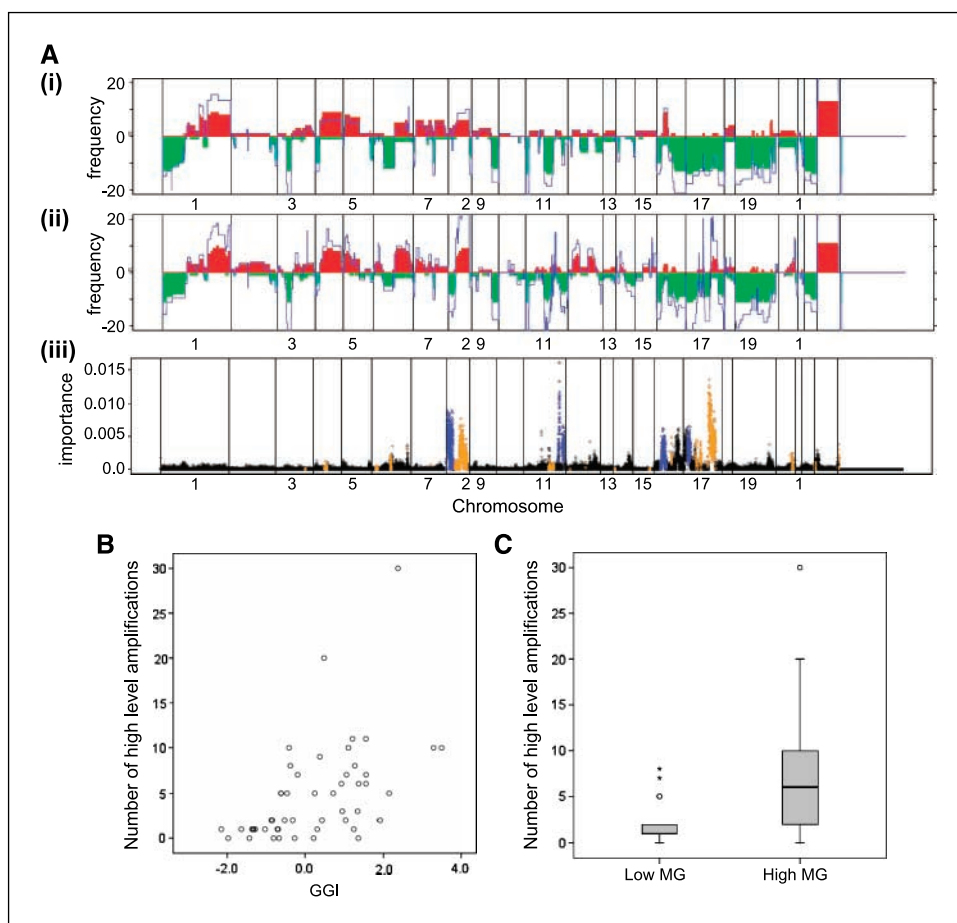 A
(i)
frequency
20
0
-20
1 3 5 7 2 9 11 13 15 17 19 1
(ii)
frequency
20
0
-20
1 3 5 7 2 9 11 13 15 17 19 1
(iii)
importance
0.015
0.010
0.005
0.0
1 3 5 7 2 9 11 13 15 17 19 1
Chromosome
B
Number of high level amplifications
30
25
20
15
10
5
0
-2.0 0.0 2.0 4.0
GGI
C
Number of high level amplifications
30
25
20
15
10
5
0
Low MG High MG